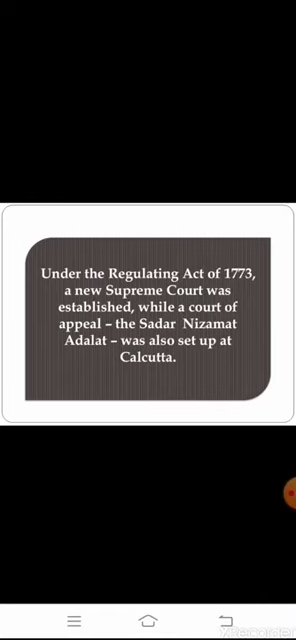 Under the Regulating Act of 1773,
a new Supreme Court was
established, while a court of
appeal – the Sadar Nizamat
Adalat – was also set up at
Calcutta.
XRecorder